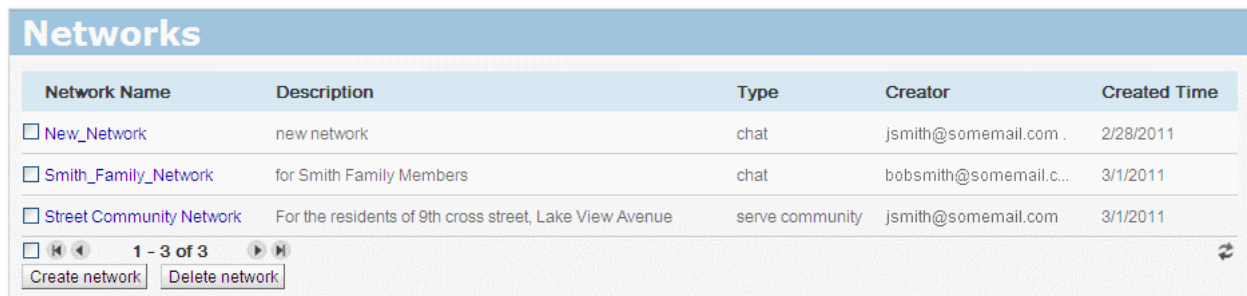 Networks
Network Name Description Type Creator Created Time
New_Network new network chat jsmith@somemail.com . 2/28/2011
Smith_Family_Network for Smith Family Members chat bobsmith@somemail.c... 3/1/2011
Street Community Network For the residents of 9th cross street, Lake View Avenue serve community jsmith@somemail.com 3/1/2011
1 - 3 of 3
Create network Delete network